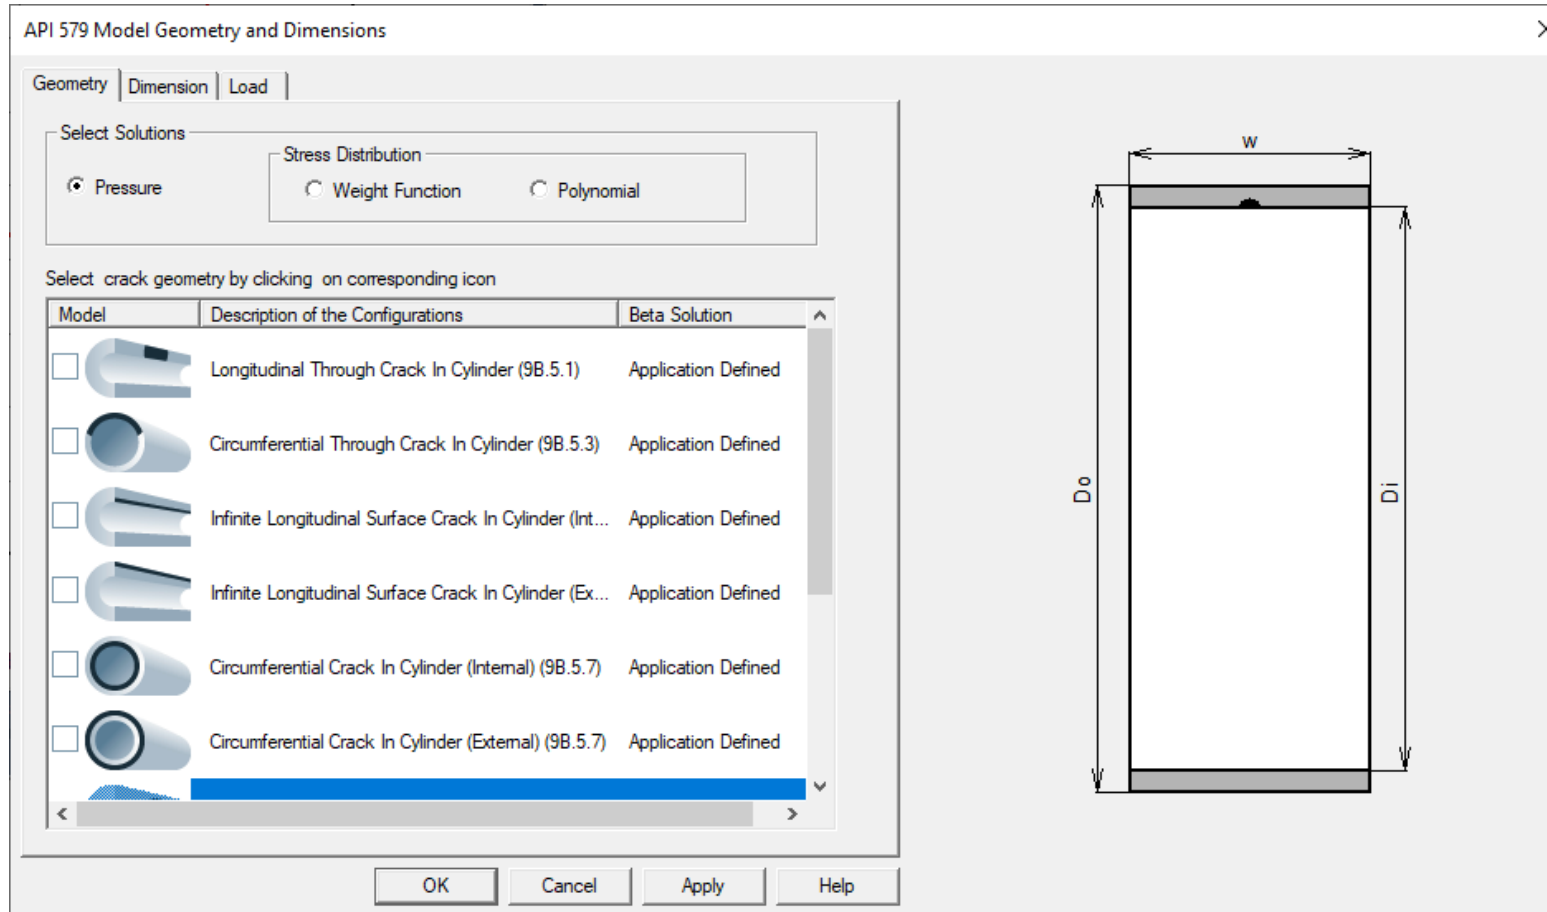 API 579 Model Geometry and Dimensions
Geometry Dimension Load
Select Solutions
Stress Distribution
Pressure Weight Function Polynomial
Select crack geometry by clicking on corresponding icon
Model Description of the Configurations Beta Solution
Longitudinal Through Crack In Cylinder (9B.5.1) Application Defined
Circumferential Through Crack In Cylinder (9B.5.3) Application Defined
Infinite Longitudinal Surface Crack In Cylinder (Int... Application Defined
Infinite Longitudinal Surface Crack In Cylinder (Ex... Application Defined
Circumferential Crack In Cylinder (Internal) (9B.5.7) Application Defined
Circumferential Crack In Cylinder (External) (9B.5.7) Application Defined
OK Cancel Apply Help
W
Do
Di